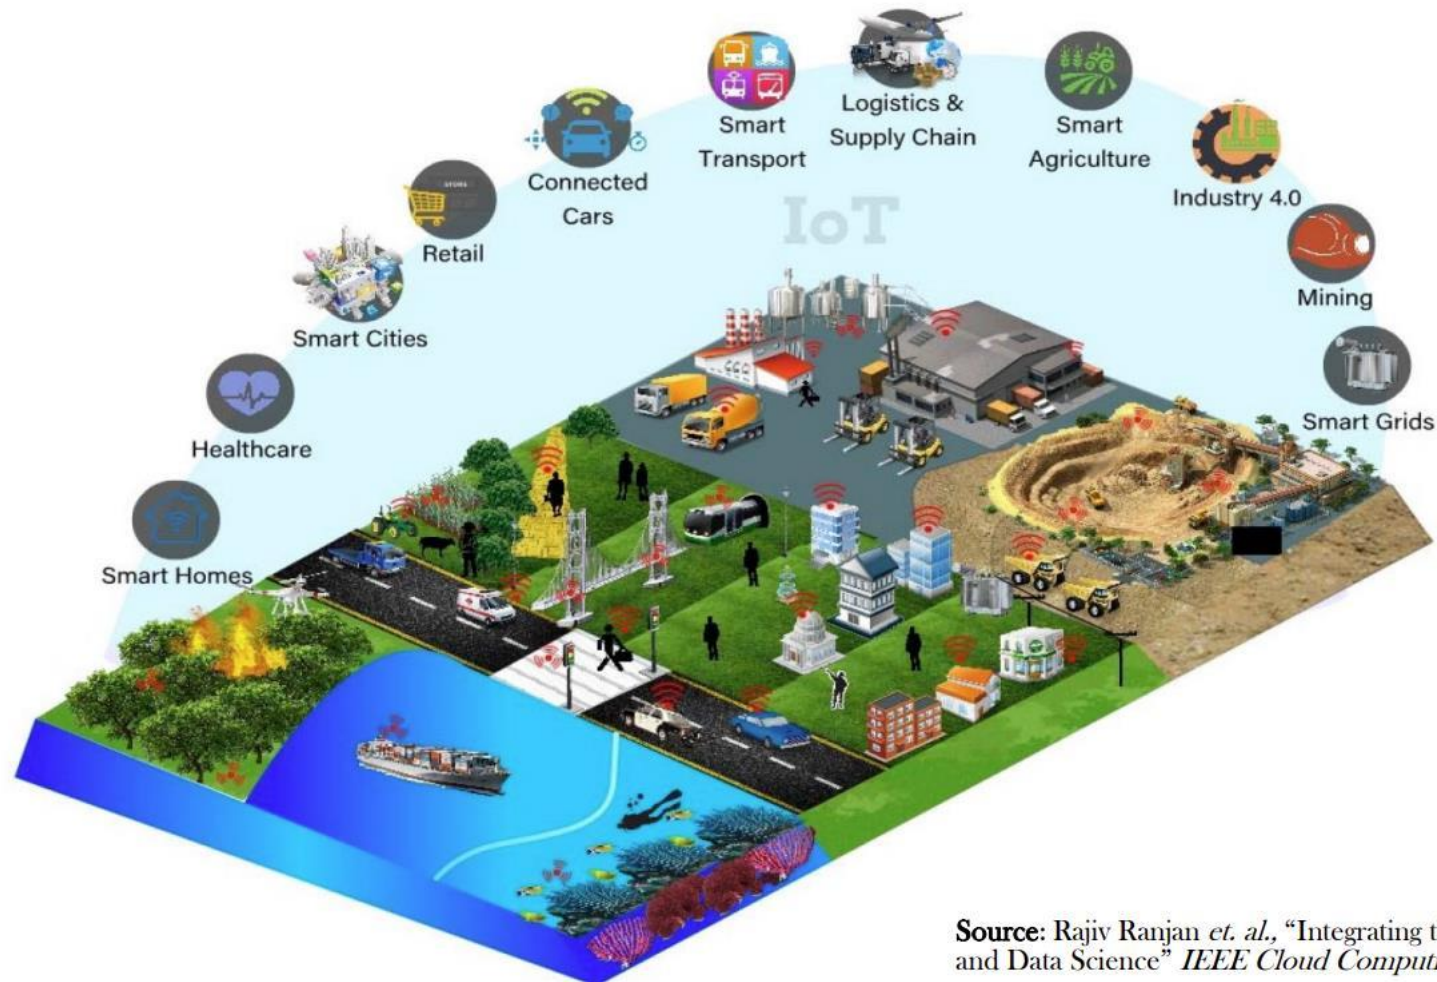 Smart
Transport
Logistics &
Supply Chain
Smart
Agriculture
Connected
Cars
Industry 4.0
STORE
Retail
IoT
Mining
Smart Cities
Smart Grids
Healthcare
Smart Homes
Source: Rajiv Ranjan et. al., “Integrating t
and Data Science” IEEE Cloud Comput